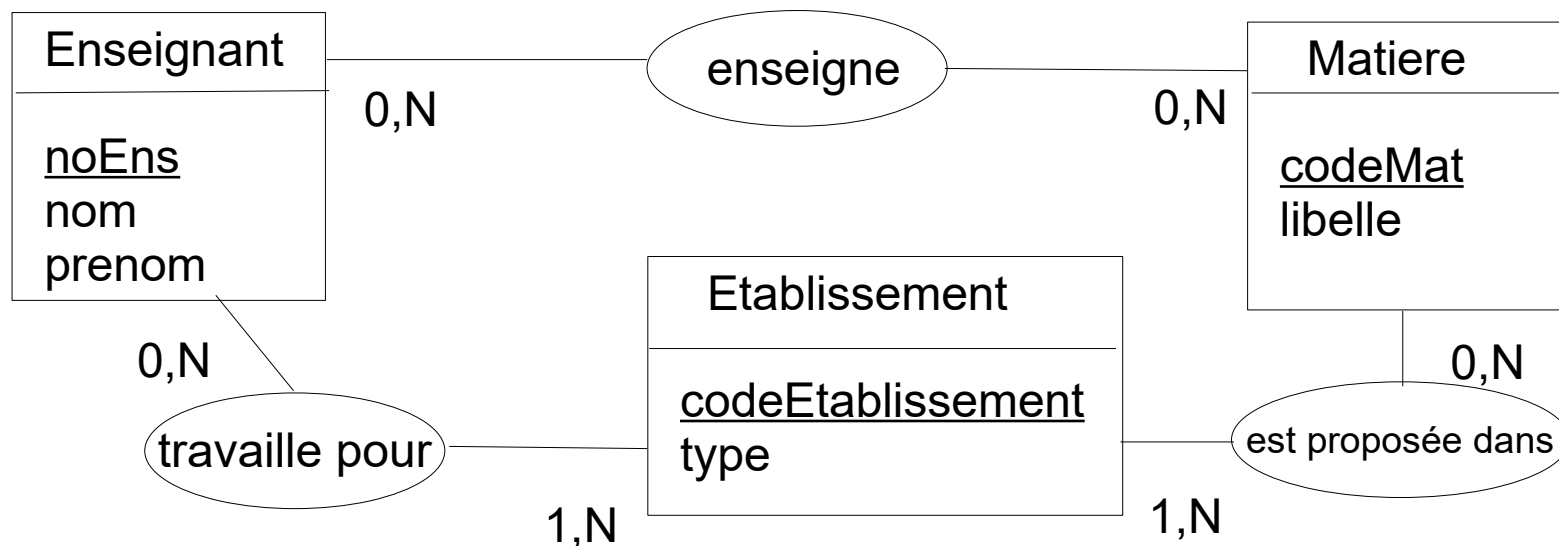 Enseignant
noEns
nom
prenom
0,N
enseigne
0,N
Matiere
codeMat
libelle
0,N
travaille pour
1,N
Etablissement
codeEtablissement
type
1,N
est proposée dans
0,N